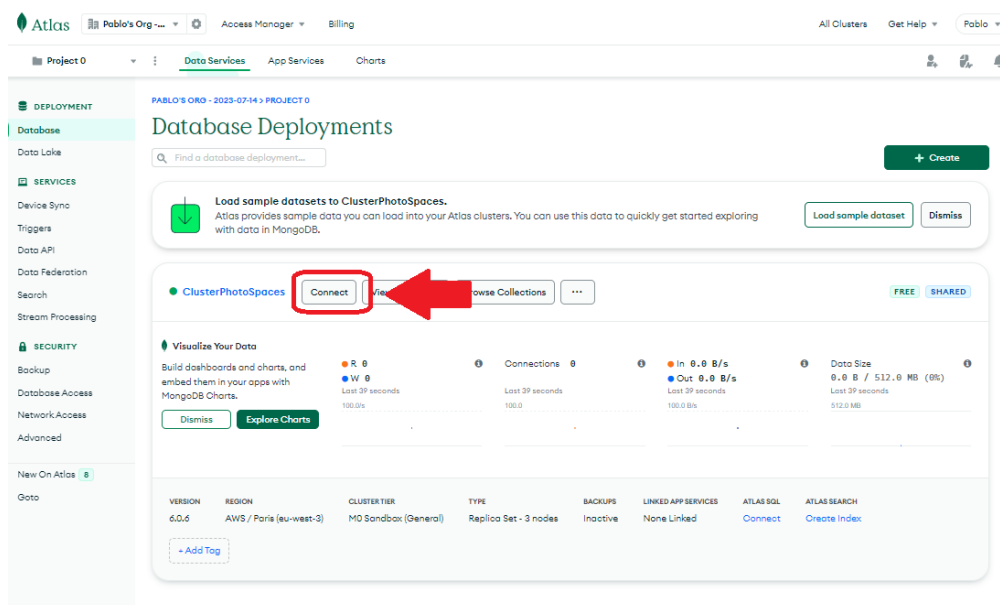 Atlas
Pablo's Org -...
Access Manager
Billing
All Clusters
Get Help
Pablo
Project 0
Data Services
App Services
Charts
DEPLOYMENT
Database
Data Lake
SERVICES
Device Sync
Triggers
Data API
Data Federation
Search
Stream Processing
SECURITY
Backup
Database Access
Network Access
Advanced
New On Atlas 8
Goto
PABLO'S ORG - 2023-07-14 > PROJECT 0
Database Deployments
Find a database deployment...
+ Create
Load sample datasets to ClusterPhotoSpaces.
Atlas provides sample data you can load into your Atlas clusters. You can use this data to quickly get started exploring
with data in MongoDB.
Load sample dataset
Dismiss
ClusterPhotoSpaces
Connect
Collections
...
FREE
SHARED
Visualize Your Data
Build dashboards and charts, and
embed them in your apps with
MongoDB Charts.
Dismiss
Explore Charts
R 0
W 0
Last 39 seconds
100.0/s
Connections 0
Last 39 seconds
100.0
In 0.0 B/s
Out 0.0 B/s
Last 39 seconds
100.0 B/s
Data Size
0.0 B / 512.0 MB (0%)
Last 39 seconds
512.0 MB
VERSION
REGION
CLUSTER TIER
TYPE
BACKUPS
LINKED APP SERVICES
ATLAS SQL
ATLAS SEARCH
6.0.6
AWS / Paris (eu-west-3)
M0 Sandbox (General)
Replica Set - 3 nodes
Inactive
None Linked
Connect
Create Index
+ Add Tag